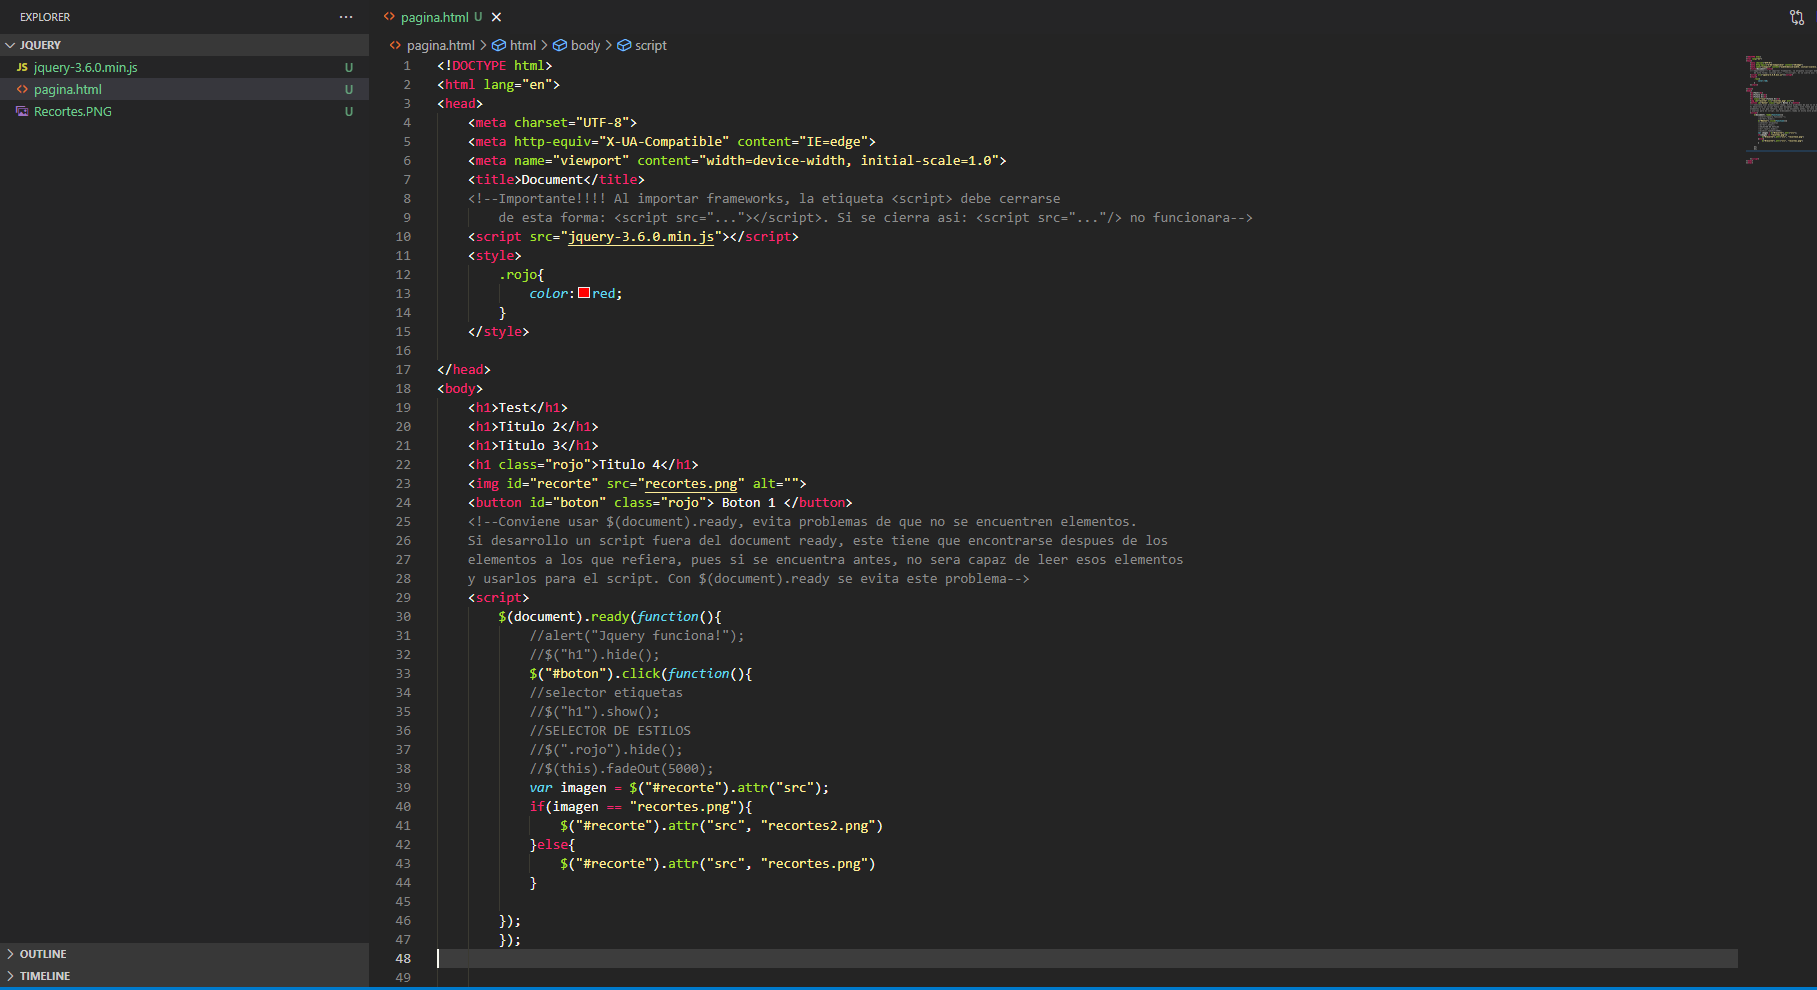 EXPLORER ···
JQUERY
JS jquery-3.6.0.min.js U
<> pagina.html U
Recortes.PNG U
OUTLINE
TIMELINE
<> pagina.html U ×
<> pagina.html > html > body > script
1 <!DOCTYPE html>
2 <html lang="en">
3 <head>
4 <meta charset="UTF-8">
5 <meta http-equiv="X-UA-Compatible" content="IE=edge">
6 <meta name="viewport" content="width=device-width, initial-scale=1.0">
7 <title>Document</title>
8 <!--Importante!!!! Al importar frameworks, la etiqueta <script> debe cerrarse
9 de esta forma: <script src="..."></script>. Si se cierra asi: <script src="..."/> no funcionara-->
10 <script src="jquery-3.6.0.min.js"></script>
11 <style>
12 .rojo{
13 color:red;
14 }
15 </style>
16
17 </head>
18 <body>
19 <h1>Test</h1>
20 <h1>Titulo 2</h1>
21 <h1>Titulo 3</h1>
22 <h1 class="rojo">Titulo 4</h1>
23 <img id="recorte" src="recortes.png" alt="">
24 <button id="boton" class="rojo"> Boton 1 </button>
25 <!--Conviene usar $(document).ready, evita problemas de que no se encuentren elementos.
26 Si desarrollo un script fuera del document ready, este tiene que encontrarse despues de los
27 elementos a los que refiera, pues si se encuentra antes, no sera capaz de leer esos elementos
28 y usarlos para el script. Con $(document).ready se evita este problema-->
29 <script>
30 $(document).ready(function(){
31 //alert("Jquery funciona!");
32 //$("h1").hide();
33 $("#boton").click(function(){
34 //selector etiquetas
35 //$("h1").show();
36 //SELECTOR DE ESTILOS
37 //$(".rojo").hide();
38 //$(this).fadeOut(5000);
39 var imagen = $("#recorte").attr("src");
40 if(imagen == "recortes.png"){
41 $("#recorte").attr("src", "recortes2.png")
42 }else{
43 $("#recorte").attr("src", "recortes.png")
44 }
45
46 });
47 });
48
49